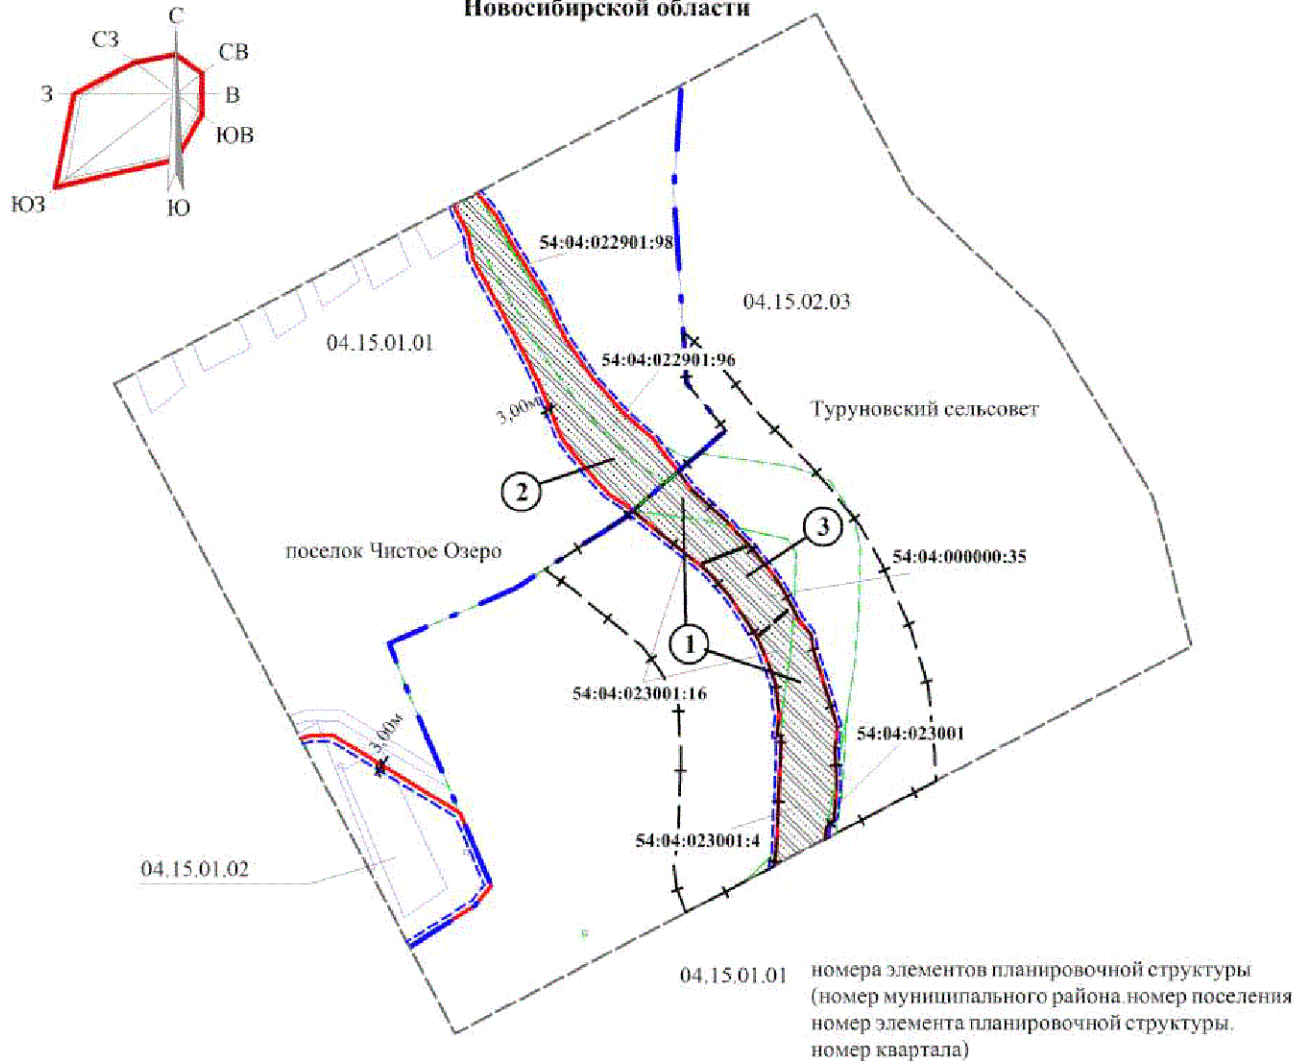 Новосибирской области
С
СЗ
СВ
З
В
ЮВ
ЮЗ
Ю
54:04:022901:98
04.15.02.03
04.15.01.01
54:04:022901:96
3,00м
Туруновский сельсовет
2
3
поселок Чистое Озеро
54:04:000000:35
1
54:04:023001:16
3,00м
54:04:023001
54:04:023001:4
04.15.01.02
04.15.01.01
номера элементов планировочной структуры
(номер муниципального района.номер поселения
номер элемента планировочной структуры.
номер квартала)